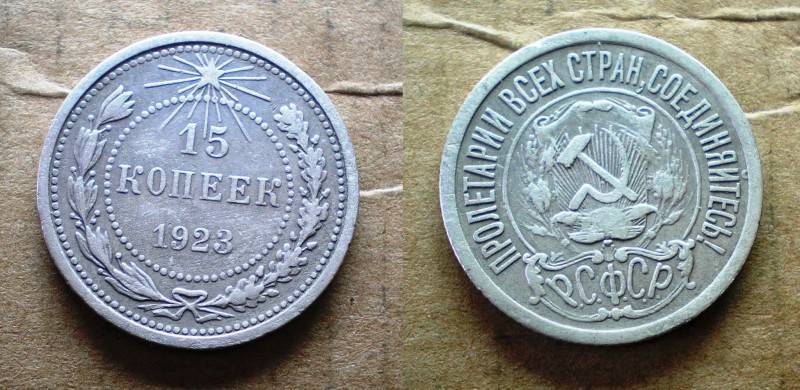 15
КОПЕЕК
1923
ПРОЛЕТАРИИ ВСЕХ СТРАН, СОЕДИНЯЙТЕСЬ!
Р.С.Ф.С.Р.